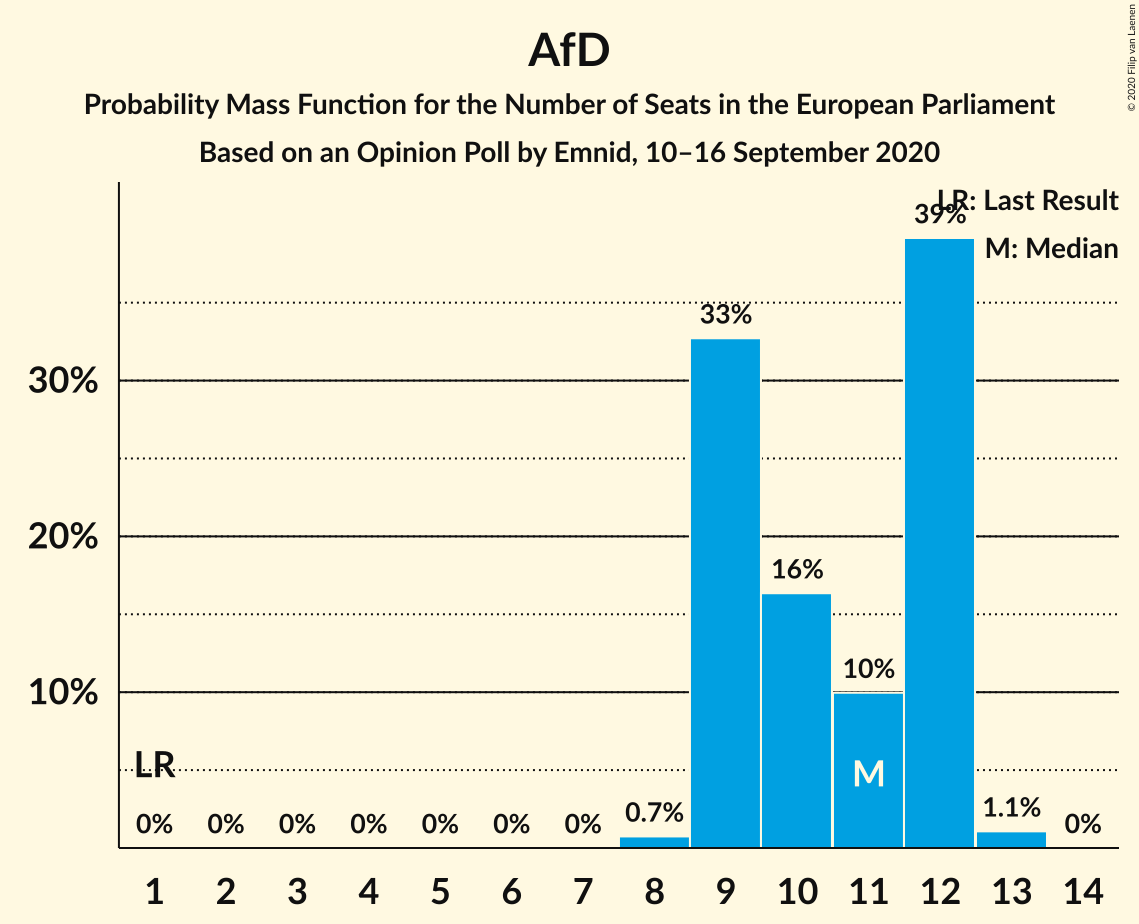 AfD
Probability Mass Function for the Number of Seats in the European Parliament
Based on an Opinion Poll by Emnid, 10–16 September 2020
© 2020 Filip van Laenen
LR: Last Result
M: Median
39%
33%
30%
20%
16%
10%
10%
M
LR
0%
0%
0%
0%
0%
0%
0%
0.7%
1.1%
0%
1 2 3 4 5 6 7 8 9 10 11 12 13 14